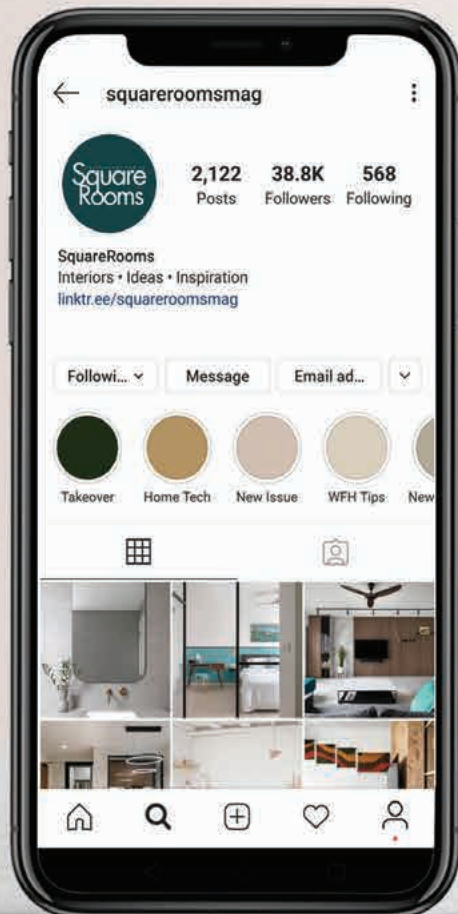 squareroomsmag
Square
Rooms
2,122 38.8K 568
Posts Followers Following
SquareRooms
Interiors • Ideas • Inspiration
linktr.ee/squareroomsmag
Followi... Message Email ad...
Takeover Home Tech New Issue WFH Tips New